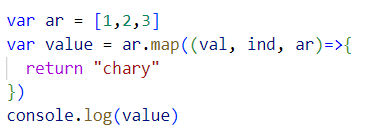 var ar = [1,2,3]
var value = ar.map((val, ind, ar)=>{
  return "chary"
})
console.log(value)